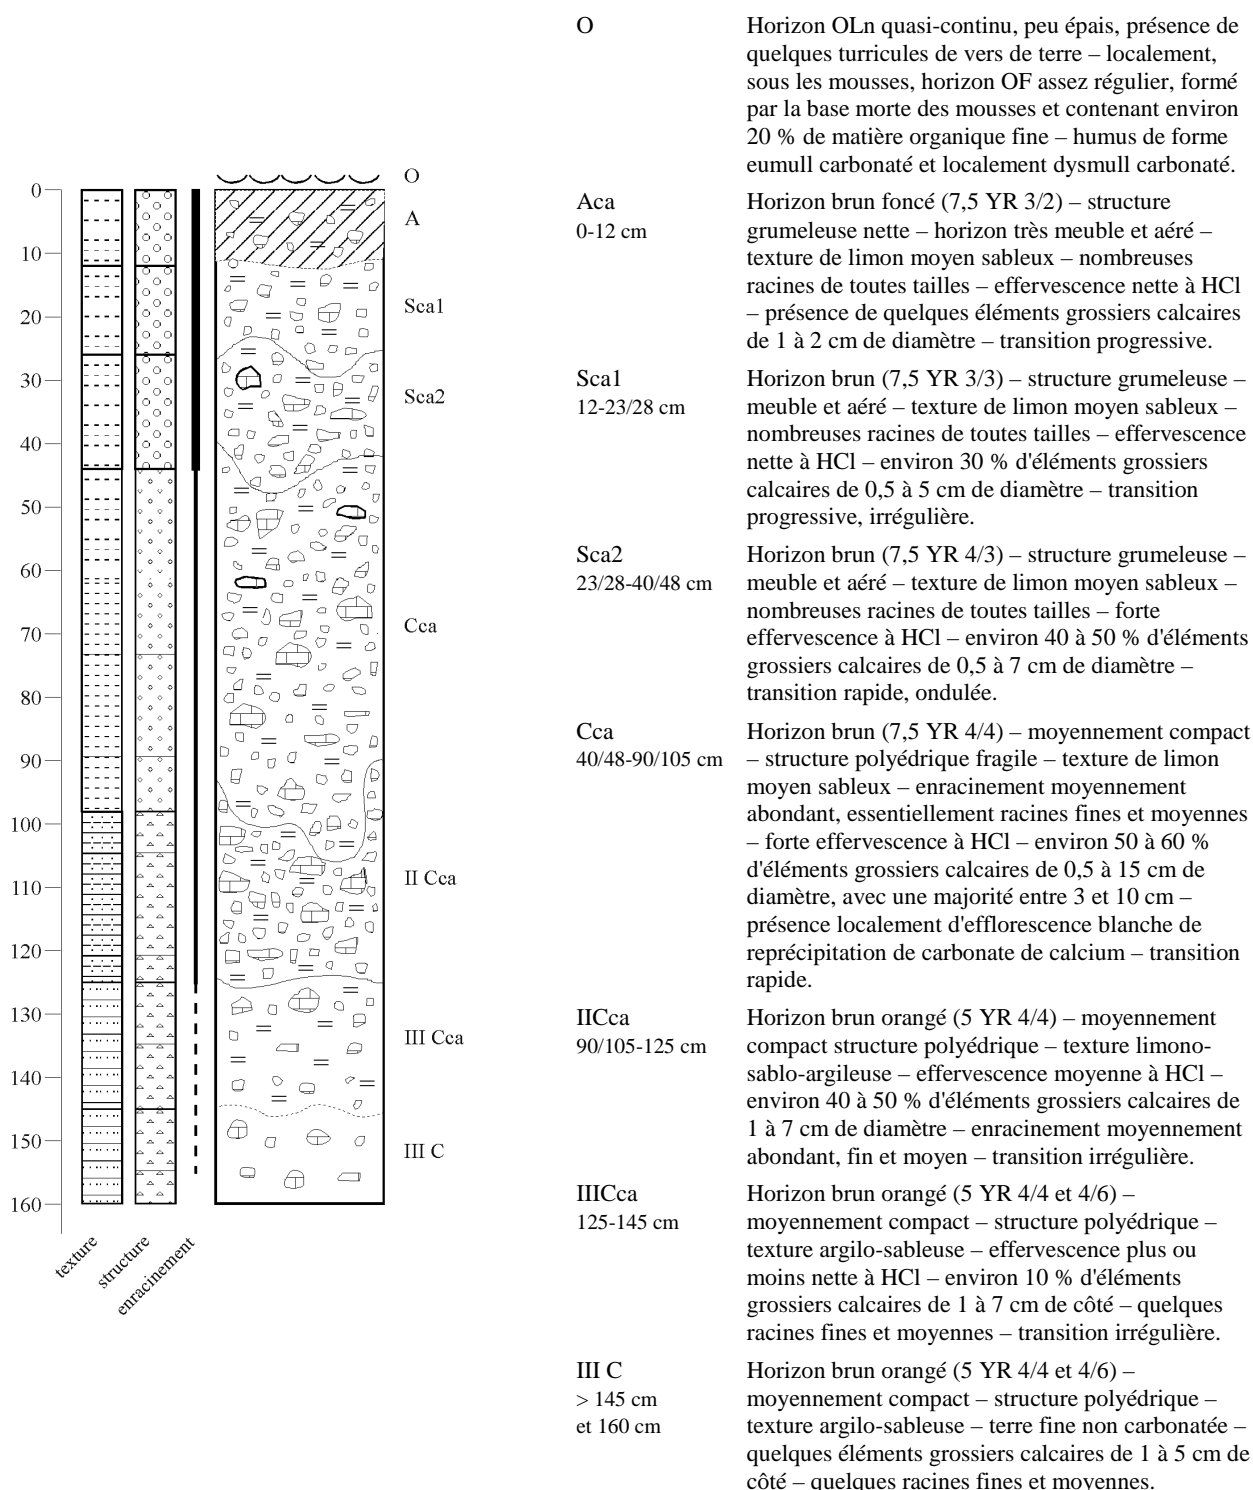 O
A
Sca1
Sca2
Cca
II Cca
III Cca
III C
0
10
20
30
40
50
60
70
80
90
100
110
120
130
140
150
160
texture
structure
enracinement
O
Horizon OLn quasi-continu, peu épais, présence de
quelques turricules de vers de terre – localement,
sous les mousses, horizon OF assez régulier, formé
par la base morte des mousses et contenant environ
20 % de matière organique fine – humus de forme
eumull carbonaté et localement dysmull carbonaté.
Aca
0-12 cm
Horizon brun foncé (7,5 YR 3/2) – structure
grumeleuse nette – horizon très meuble et aéré –
texture de limon moyen sableux – nombreuses
racines de toutes tailles – effervescence nette à HCl
– présence de quelques éléments grossiers calcaires
de 1 à 2 cm de diamètre – transition progressive.
Sca1
12-23/28 cm
Horizon brun (7,5 YR 3/3) – structure grumeleuse –
meuble et aéré – texture de limon moyen sableux –
nombreuses racines de toutes tailles – effervescence
nette à HCl – environ 30 % d'éléments grossiers
calcaires de 0,5 à 5 cm de diamètre – transition
progressive, irrégulière.
Sca2
23/28-40/48 cm
Horizon brun (7,5 YR 4/3) – structure grumeleuse –
meuble et aéré – texture de limon moyen sableux –
nombreuses racines de toutes tailles – forte
effervescence à HCl – environ 40 à 50 % d'éléments
grossiers calcaires de 0,5 à 7 cm de diamètre –
transition rapide, ondulée.
Cca
40/48-90/105 cm
Horizon brun (7,5 YR 4/4) – moyennement compact
– structure polyédrique fragile – texture de limon
moyen sableux – enracinement moyennement
abondant, essentiellement racines fines et moyennes
– forte effervescence à HCl – environ 50 à 60 %
d'éléments grossiers calcaires de 0,5 à 15 cm de
diamètre, avec une majorité entre 3 et 10 cm –
présence localement d'efflorescence blanche de
reprécipitation de carbonate de calcium – transition
rapide.
IICca
90/105-125 cm
Horizon brun orangé (5 YR 4/4) – moyennement
compact structure polyédrique – texture limono-
sablo-argileuse – effervescence moyenne à HCl –
environ 40 à 50 % d'éléments grossiers calcaires de
1 à 7 cm de diamètre – enracinement moyennement
abondant, fin et moyen – transition irrégulière.
IIICca
125-145 cm
Horizon brun orangé (5 YR 4/4 et 4/6) –
moyennement compact – structure polyédrique –
texture argilo-sableuse – effervescence plus ou
moins nette à HCl – environ 10 % d'éléments
grossiers calcaires de 1 à 7 cm de côté – quelques
racines fines et moyennes – transition irrégulière.
III C
> 145 cm
et 160 cm
Horizon brun orangé (5 YR 4/4 et 4/6) –
moyennement compact – structure polyédrique –
texture argilo-sableuse – terre fine non carbonatée –
quelques éléments grossiers calcaires de 1 à 5 cm de
côté – quelques racines fines et moyennes.